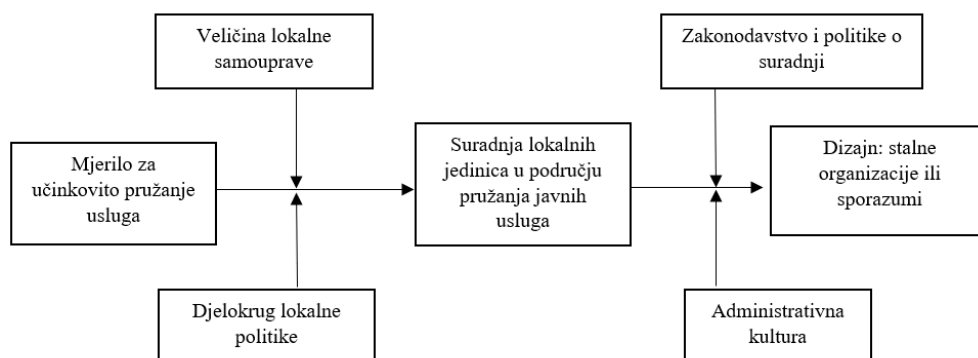 Veličina lokalne
samouprave
Zakonodavstvo i politike o
suradnji
Mjerilo za
učinkovito pružanje
usluga
Suradnja lokalnih
jedinica u području
pružanja javnih
usluga
Dizajn: stalne
organizacije ili
sporazumi
Djelokrug lokalne
politike
Administrativna
kultura